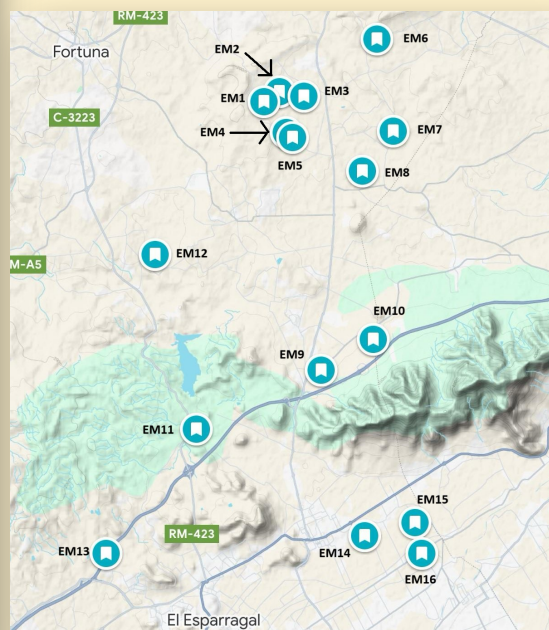 RM-423
EM2
EM6
Fortuna
EM1
EM3
C-3223
EM4
EM7
EM5
EM8
EM12
M-A5
EM10
EM9
EM11
EM15
RM-423
EM13
EM14
EM16
El Esparragal